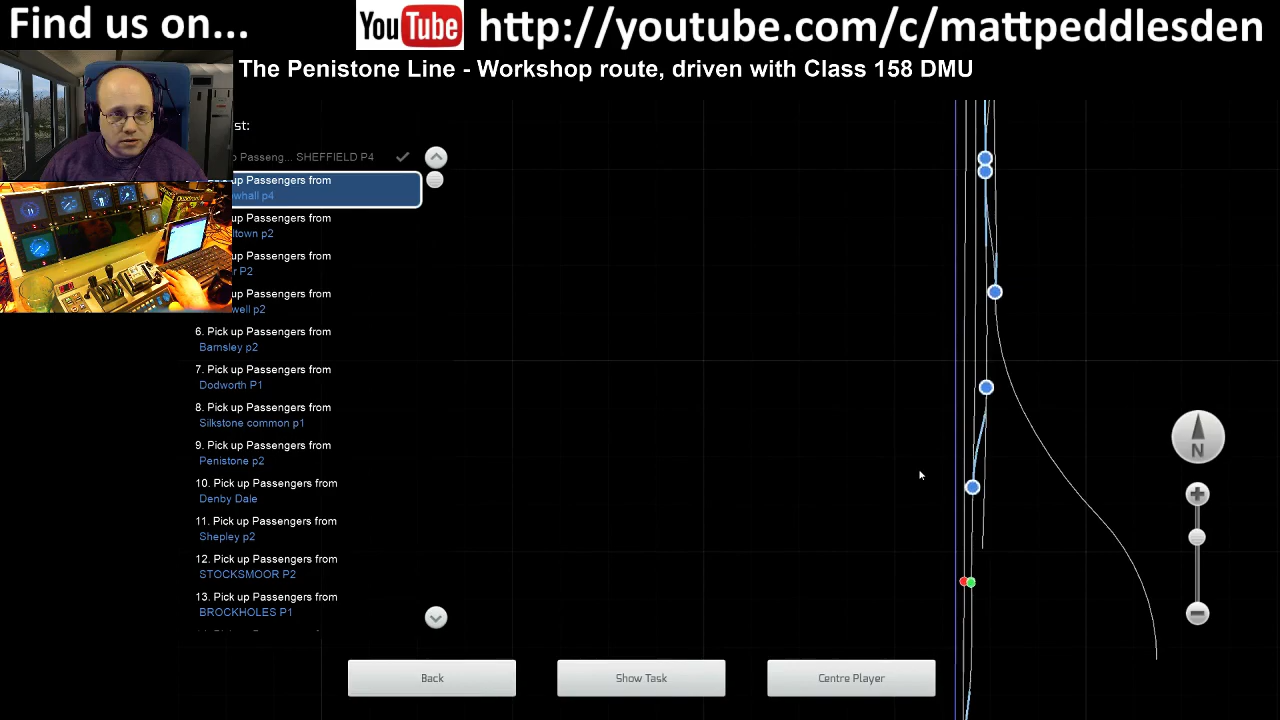 Find us on...
YouTube
http://youtube.com/c/mattpeddlesden
The Penistone Line - Workshop route, driven with Class 158 DMU
st:
p Passeng... SHEFFIELD P4
up Passengers from
whall p4
up Passengers from
ltown p2
up Passengers from
r P2
up Passengers from
well p2
6. Pick up Passengers from
Barnsley p2
7. Pick up Passengers from
Dodworth P1
8. Pick up Passengers from
Silkstone common p1
9. Pick up Passengers from
Penistone p2
10. Pick up Passengers from
Denby Dale
11. Pick up Passengers from
Shepley p2
12. Pick up Passengers from
STOCKSMOOR P2
13. Pick up Passengers from
BROCKHOLES P1
N
Back
Show Task
Centre Player